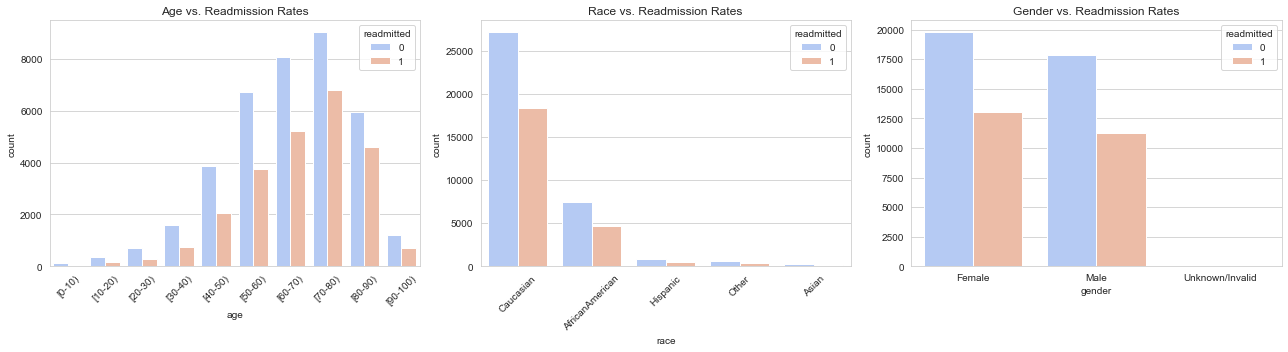 Age vs. Readmission Rates
readmitted
0
1
8000
6000
4000
2000
0
count
[0-10)
[10-20)
[20-30)
[30-40)
[40-50)
[50-60)
[60-70)
[70-80)
[80-90)
[90-100)
age
Race vs. Readmission Rates
readmitted
0
1
25000
20000
15000
10000
5000
0
count
Caucasian
AfricanAmerican
Hispanic
Other
Asian
race
Gender vs. Readmission Rates
readmitted
0
1
20000
17500
15000
12500
10000
7500
5000
2500
0
count
Female
Male
Unknown/Invalid
gender